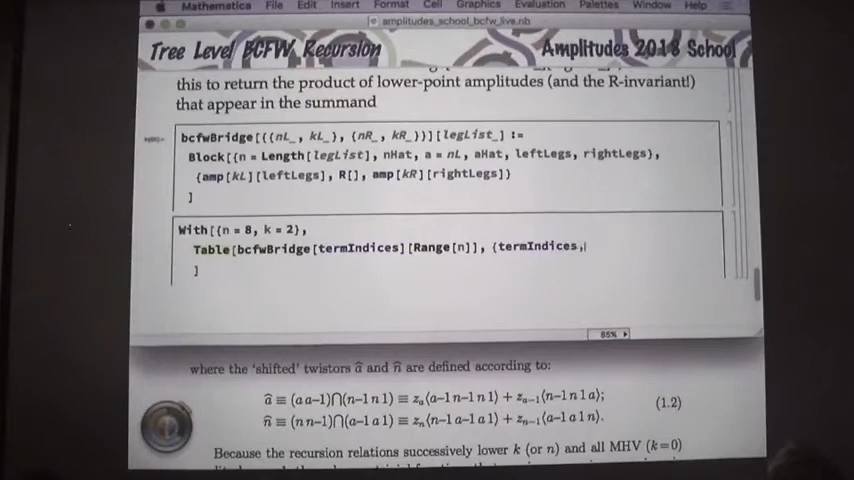 Mathematica File Edit Insert Format Cell Graphics Evaluation Palettes Window Help
amplitudes_school_bcfw_live.nb
Tree Level BCFW Recursion Amplitudes 2018 School
this to return the product of lower-point amplitudes (and the R-invariant!)
that appear in the summand
bcfwBridge[{{nL_, kL_}, {nR_, kR_}}][legList_] :=
Block[{n = Length[legList], nHat, a = nL, aHat, leftLegs, rightLegs},
{amp[kL][leftLegs], R[], amp[kR][rightLegs]}
]
With[{n = 8, k = 2},
Table[bcfwBridge[termIndices][Range[n]], {termIndices,
]
85%
where the ‘shifted’ twistors â and n̂ are defined according to:
â ≡ (a a−1)⋂(n−1 n 1) ≡ zₐ⟨a−1 n−1 n 1⟩ + zₐ₋₁⟨n−1 n 1 a⟩;
(1.2)
n̂ ≡ (n n−1)⋂(a−1 a 1) ≡ zₙ⟨n−1 a−1 a 1⟩ + zₙ₋₁⟨a−1 a 1 n⟩.
Because the recursion relations successively lower k (or n) and all MHV (k=0)